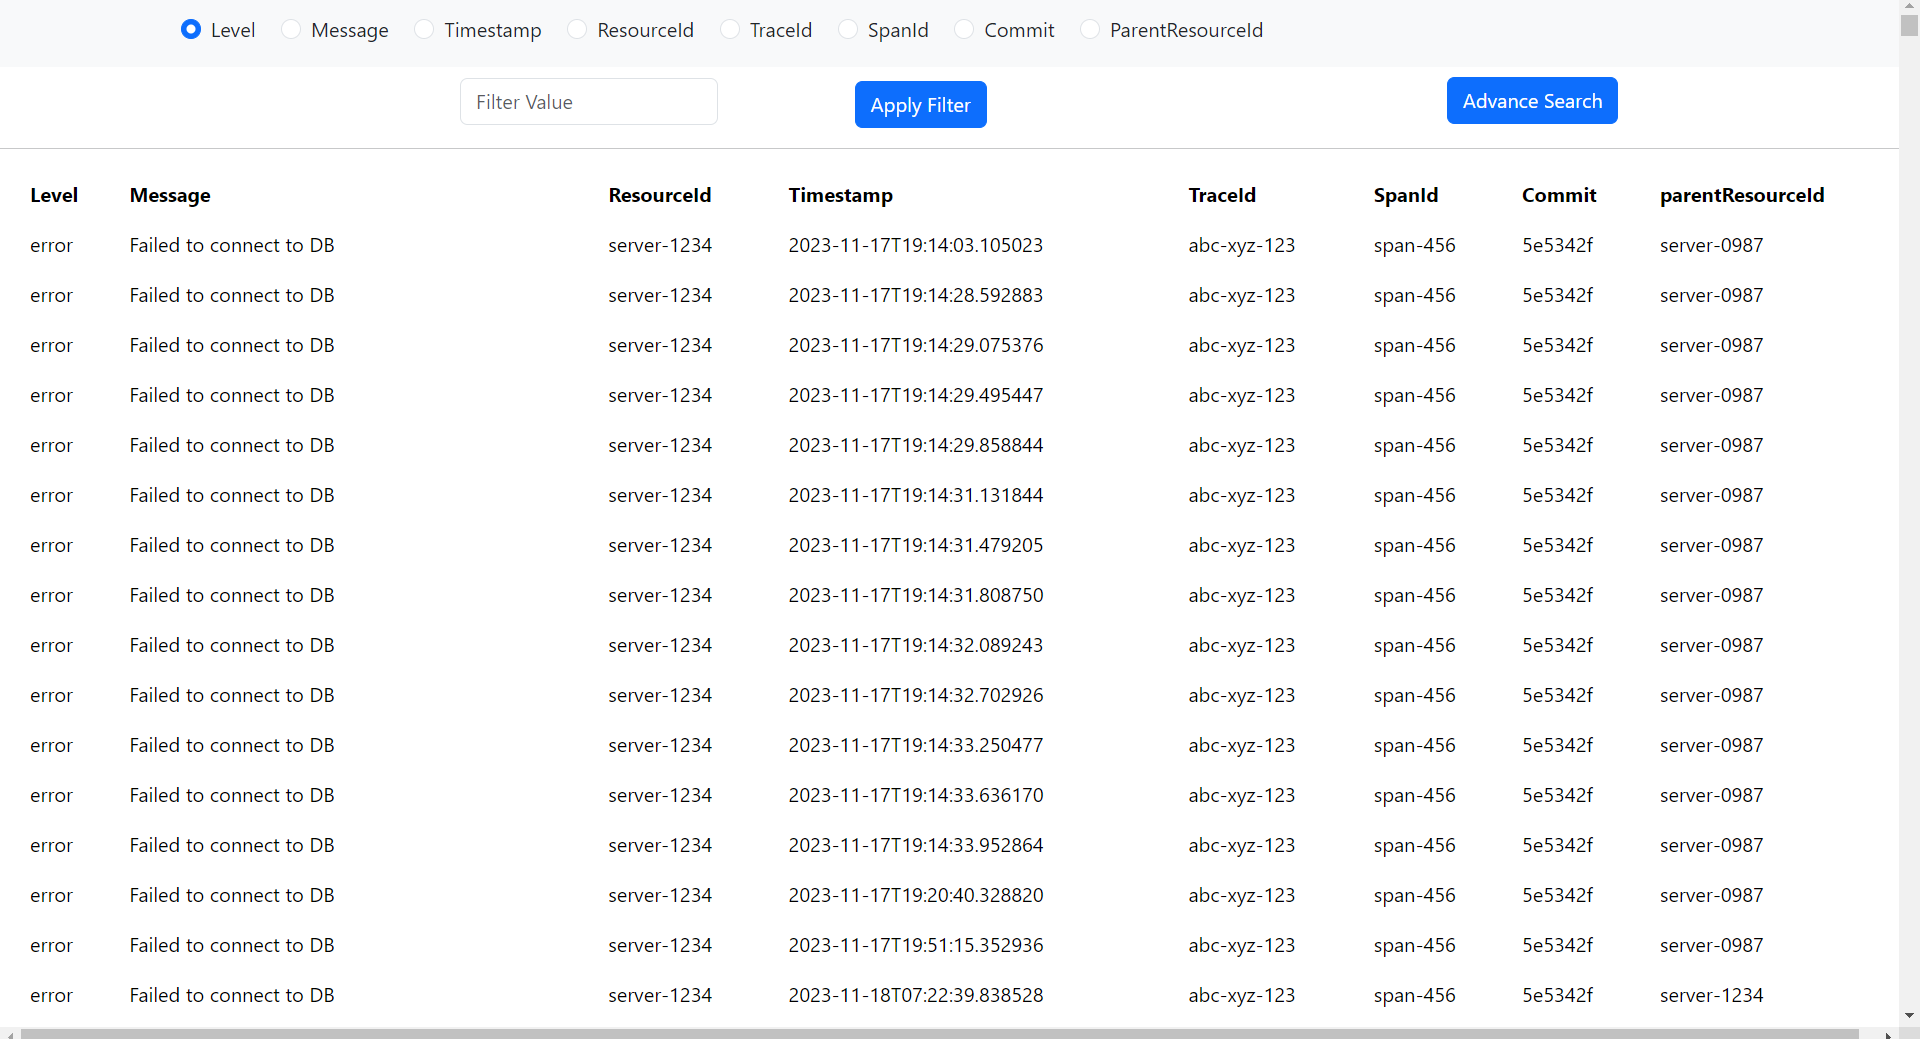 Level Message Timestamp ResourceId TraceId SpanId Commit ParentResourceId
Filter Value Apply Filter Advance Search
Level Message ResourceId Timestamp TraceId SpanId Commit parentResourceId
error Failed to connect to DB server-1234 2023-11-17T19:14:03.105023 abc-xyz-123 span-456 5e5342f server-0987
error Failed to connect to DB server-1234 2023-11-17T19:14:28.592883 abc-xyz-123 span-456 5e5342f server-0987
error Failed to connect to DB server-1234 2023-11-17T19:14:29.075376 abc-xyz-123 span-456 5e5342f server-0987
error Failed to connect to DB server-1234 2023-11-17T19:14:29.495447 abc-xyz-123 span-456 5e5342f server-0987
error Failed to connect to DB server-1234 2023-11-17T19:14:29.858844 abc-xyz-123 span-456 5e5342f server-0987
error Failed to connect to DB server-1234 2023-11-17T19:14:31.131844 abc-xyz-123 span-456 5e5342f server-0987
error Failed to connect to DB server-1234 2023-11-17T19:14:31.479205 abc-xyz-123 span-456 5e5342f server-0987
error Failed to connect to DB server-1234 2023-11-17T19:14:31.808750 abc-xyz-123 span-456 5e5342f server-0987
error Failed to connect to DB server-1234 2023-11-17T19:14:32.089243 abc-xyz-123 span-456 5e5342f server-0987
error Failed to connect to DB server-1234 2023-11-17T19:14:32.702926 abc-xyz-123 span-456 5e5342f server-0987
error Failed to connect to DB server-1234 2023-11-17T19:14:33.250477 abc-xyz-123 span-456 5e5342f server-0987
error Failed to connect to DB server-1234 2023-11-17T19:14:33.636170 abc-xyz-123 span-456 5e5342f server-0987
error Failed to connect to DB server-1234 2023-11-17T19:14:33.952864 abc-xyz-123 span-456 5e5342f server-0987
error Failed to connect to DB server-1234 2023-11-17T19:20:40.328820 abc-xyz-123 span-456 5e5342f server-0987
error Failed to connect to DB server-1234 2023-11-17T19:51:15.352936 abc-xyz-123 span-456 5e5342f server-0987
error Failed to connect to DB server-1234 2023-11-18T07:22:39.838528 abc-xyz-123 span-456 5e5342f server-1234